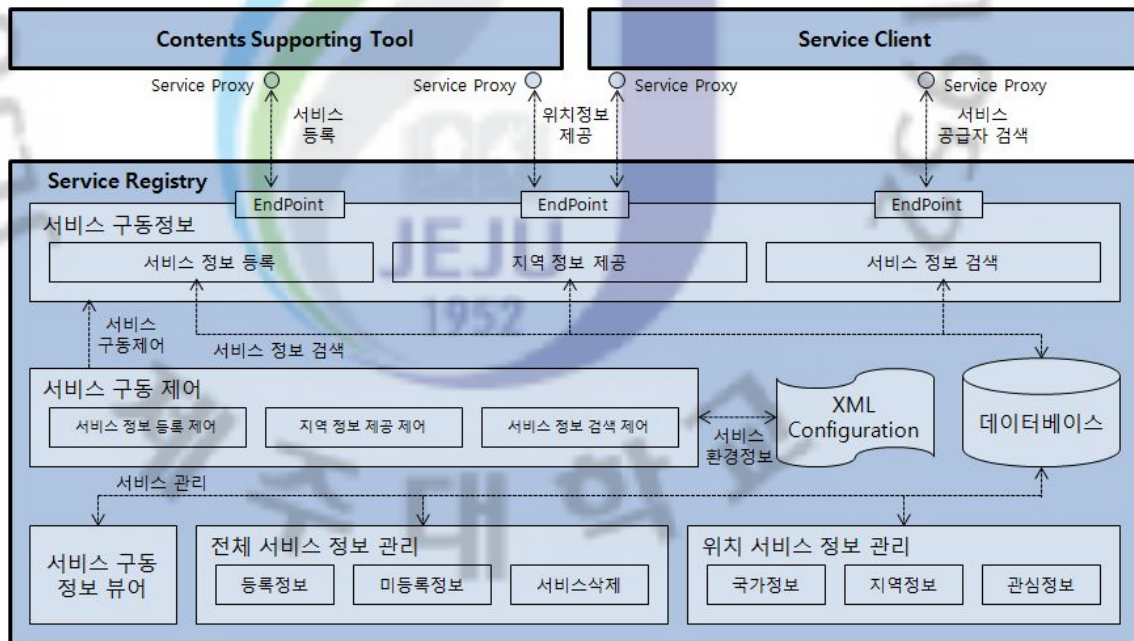 Contents Supporting Tool
Service Client
Service Proxy
Service Proxy
Service Proxy
Service Proxy
서비스
등록
위치정보
제공
서비스
공급자 검색
Service Registry
EndPoint
EndPoint
EndPoint
서비스 구동정보
서비스 정보 등록
지역 정보 제공
서비스 정보 검색
JEJU
1952
서비스
구동제어
서비스 정보 검색
서비스 구동 제어
서비스 정보 등록 제어
지역 정보 제공 제어
서비스 정보 검색 제어
서비스
환경정보
XML
Configuration
데이터베이스
제주대학교
서비스 관리
서비스 구동
정보 뷰어
전체 서비스 정보 관리
등록정보
미등록정보
서비스삭제
위치 서비스 정보 관리
국가정보
지역정보
관심정보